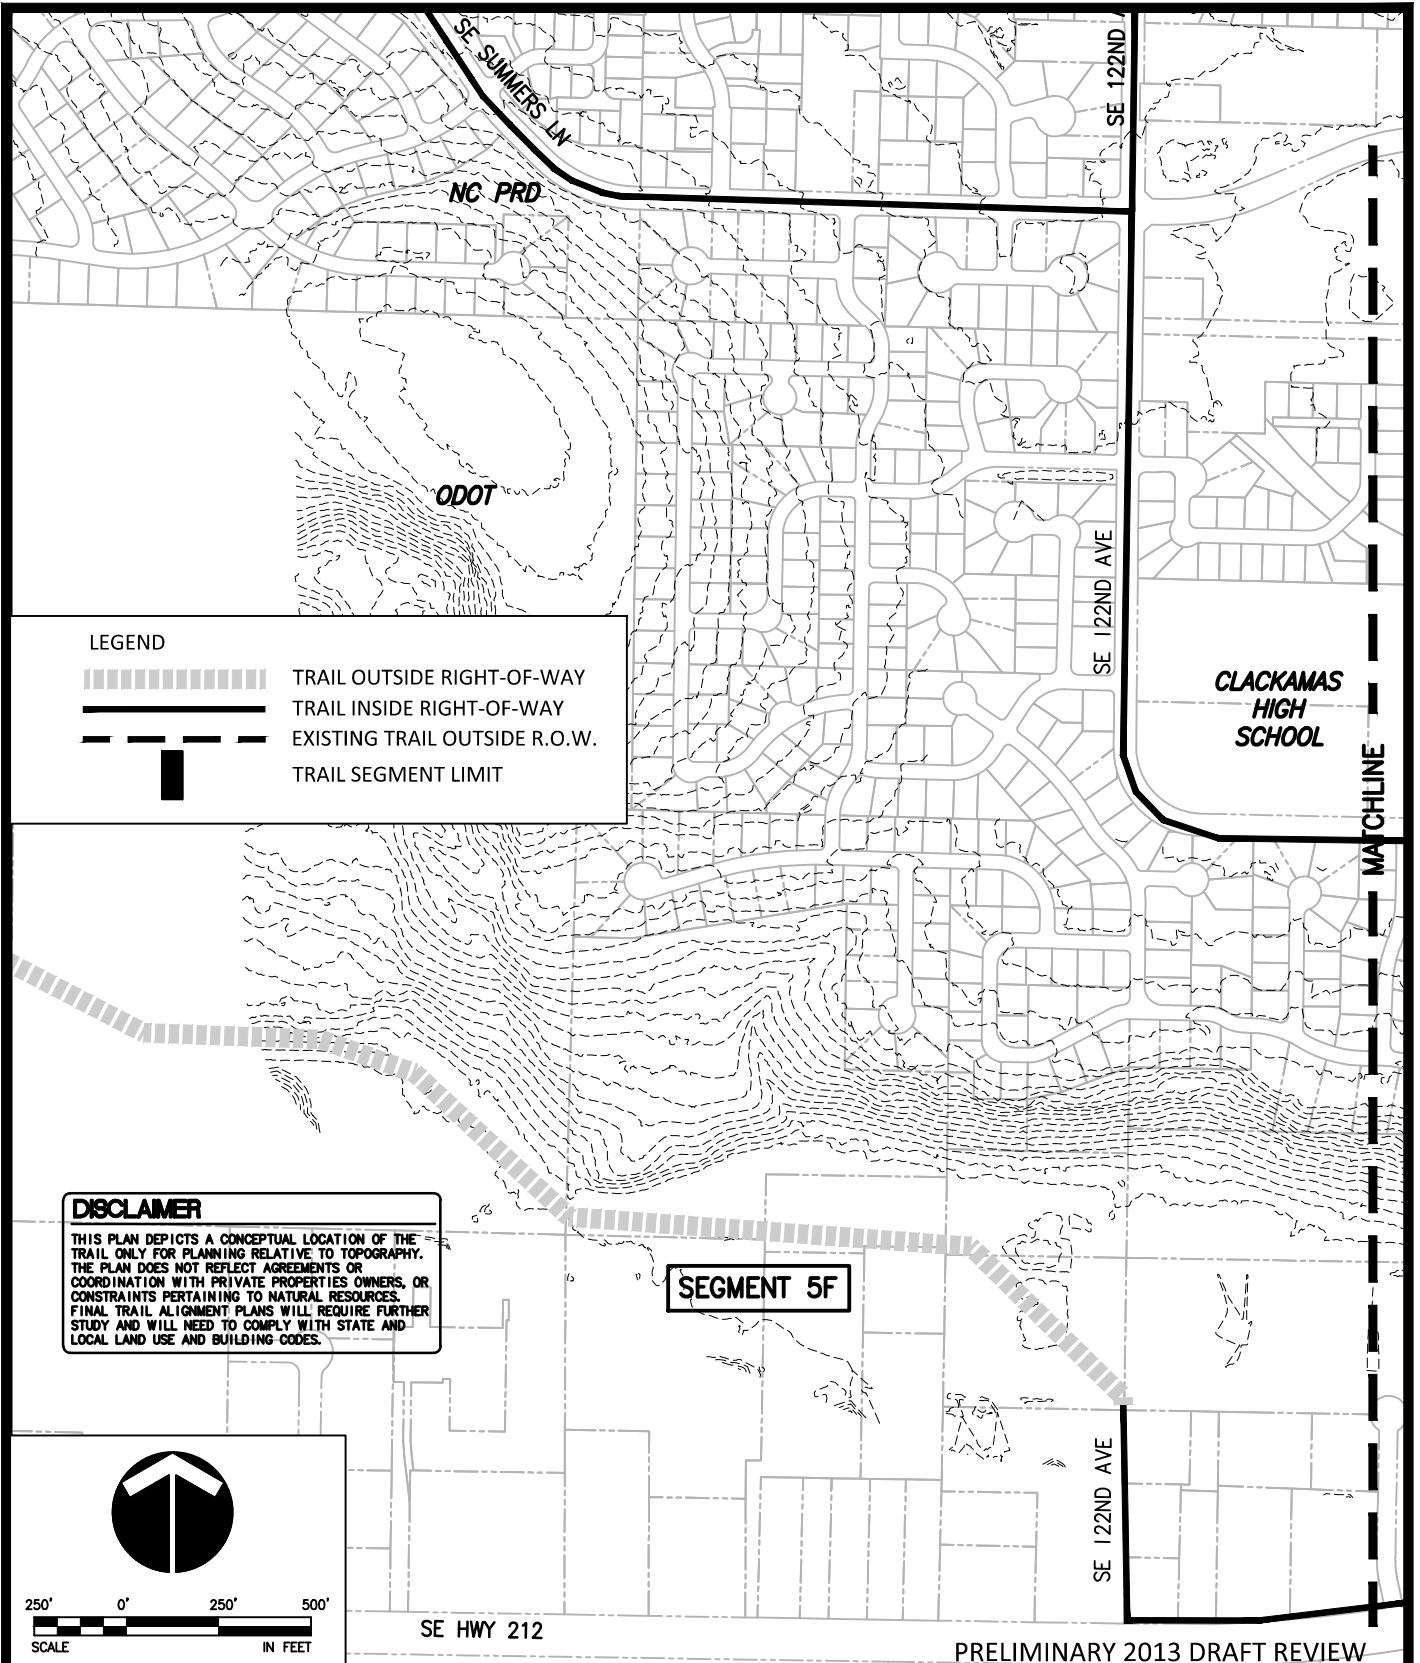 SE SUMMERS LN
SE 122ND
NC PRD
ODOT
SE 122ND AVE
LEGEND
TRAIL OUTSIDE RIGHT-OF-WAY
TRAIL INSIDE RIGHT-OF-WAY
EXISTING TRAIL OUTSIDE R.O.W.
TRAIL SEGMENT LIMIT
CLACKAMAS
HIGH
SCHOOL
MATCHLINE
DISCLAIMER
THIS PLAN DEPICTS A CONCEPTUAL LOCATION OF THE
TRAIL ONLY FOR PLANNING RELATIVE TO TOPOGRAPHY.
THE PLAN DOES NOT REFLECT AGREEMENTS OR
COORDINATION WITH PRIVATE PROPERTIES OWNERS, OR
CONSTRAINTS PERTAINING TO NATURAL RESOURCES.
FINAL TRAIL ALIGNMENT PLANS WILL REQUIRE FURTHER
STUDY AND WILL NEED TO COMPLY WITH STATE AND
LOCAL LAND USE AND BUILDING CODES.
SEGMENT 5F
SE 122ND AVE
250' 0' 250' 500'
SCALE IN FEET
SE HWY 212
PRELIMINARY 2013 DRAFT REVIEW